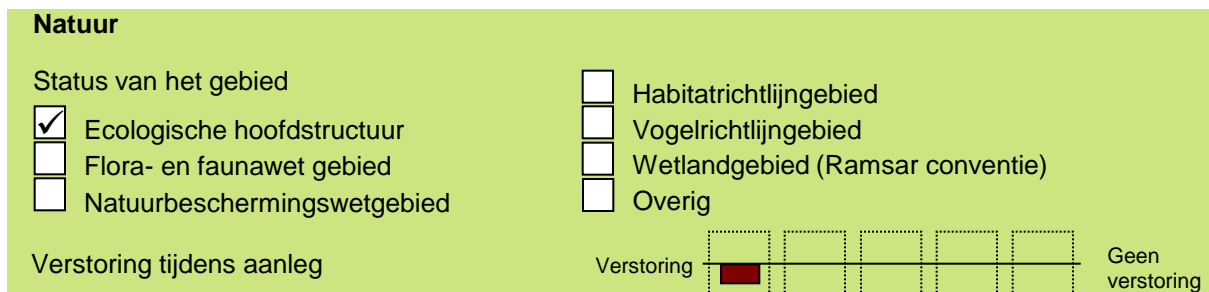 Natuur
Status van het gebied
✓ Ecologische hoofdstructuur
Flora- en faunawet gebied
Natuurbeschermingswetgebied
Habitatrichtlijngebied
Vogelrichtlijngebied
Wetlandgebied (Ramsar conventie)
Overig
Verstoring tijdens aanleg
Verstoring
Geen
verstoring